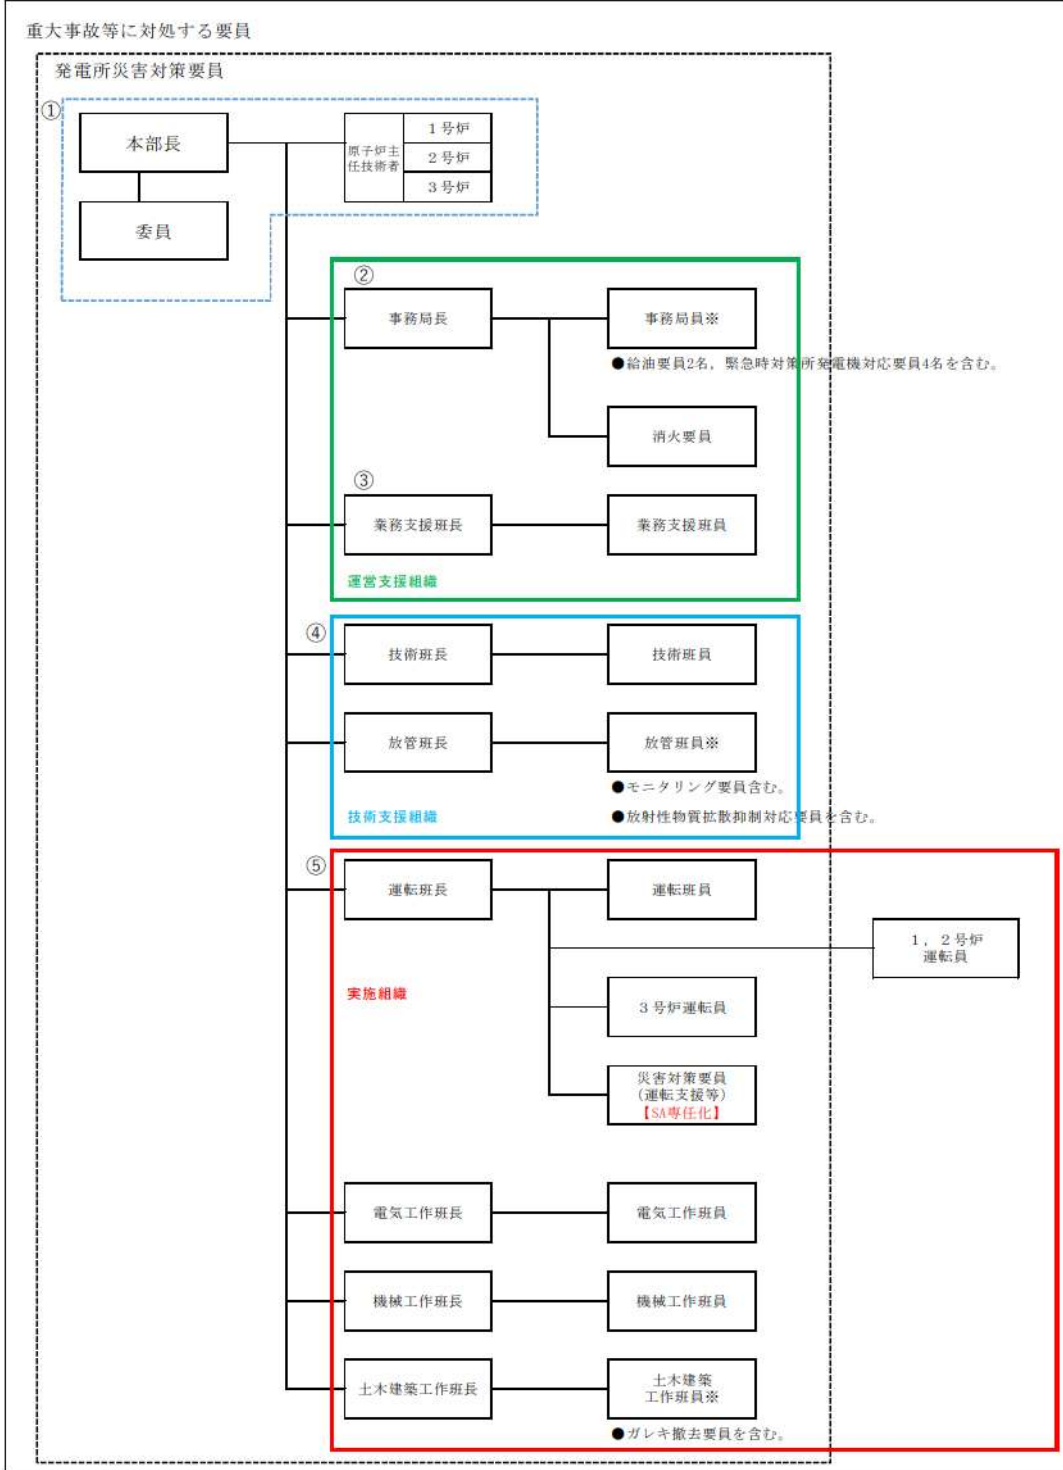 重大事故等に対処する要員
発電所災害対策要員
①
本部長
原子炉主
任技術者
1号炉
2号炉
3号炉
委員
②
事務局長
事務局員※
●給油要員2名，緊急時対策所発電機対応要員4名を含む。
消火要員
③
業務支援班長
業務支援班員
運営支援組織
④
技術班長
技術班員
放管班長
放管班員※
●モニタリング要員含む。
技術支援組織
●放射性物質拡散抑制対応要員を含む。
⑤
運転班長
運転班員
1，2号炉
運転員
実施組織
3号炉運転員
災害対策要員
(運転支援等)
【SA専任化】
電気工作班長
電気工作班員
機械工作班長
機械工作班員
土木建築工作班長
土木建築
工作班員※
●ガレキ撤去要員を含む。